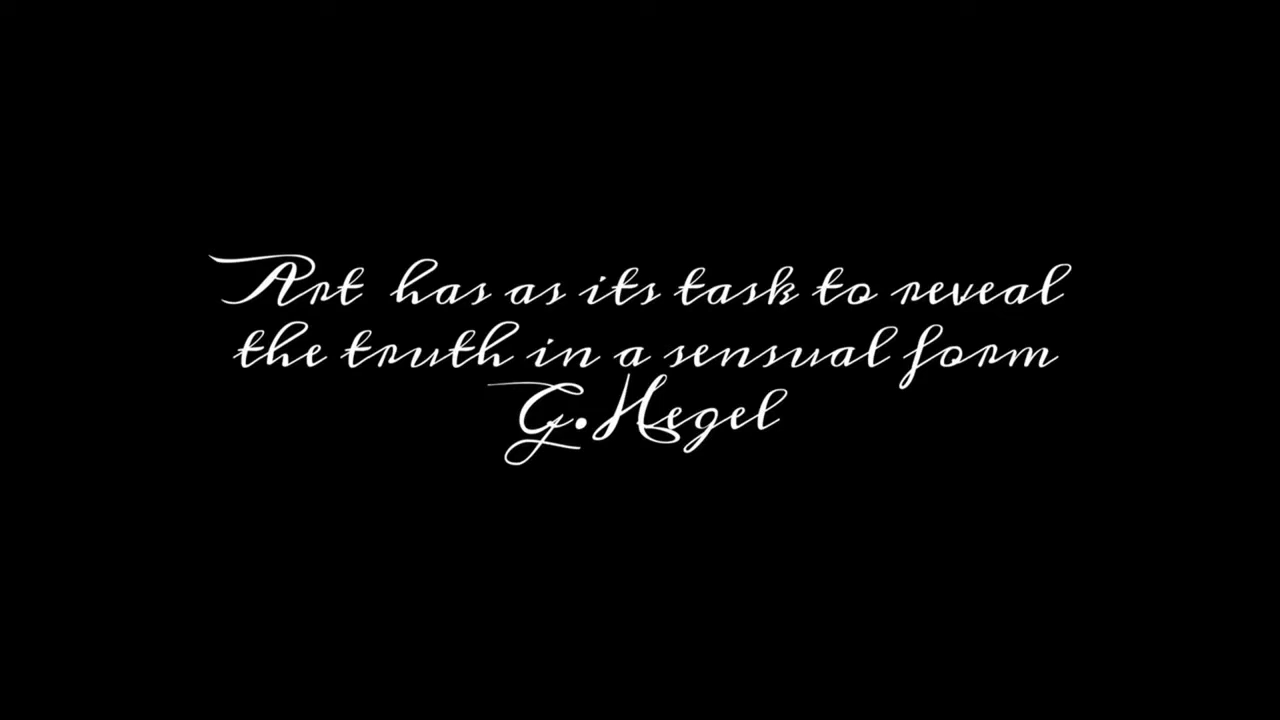 Art has as its task to reveal
the truth in a sensual form
G.Hegel